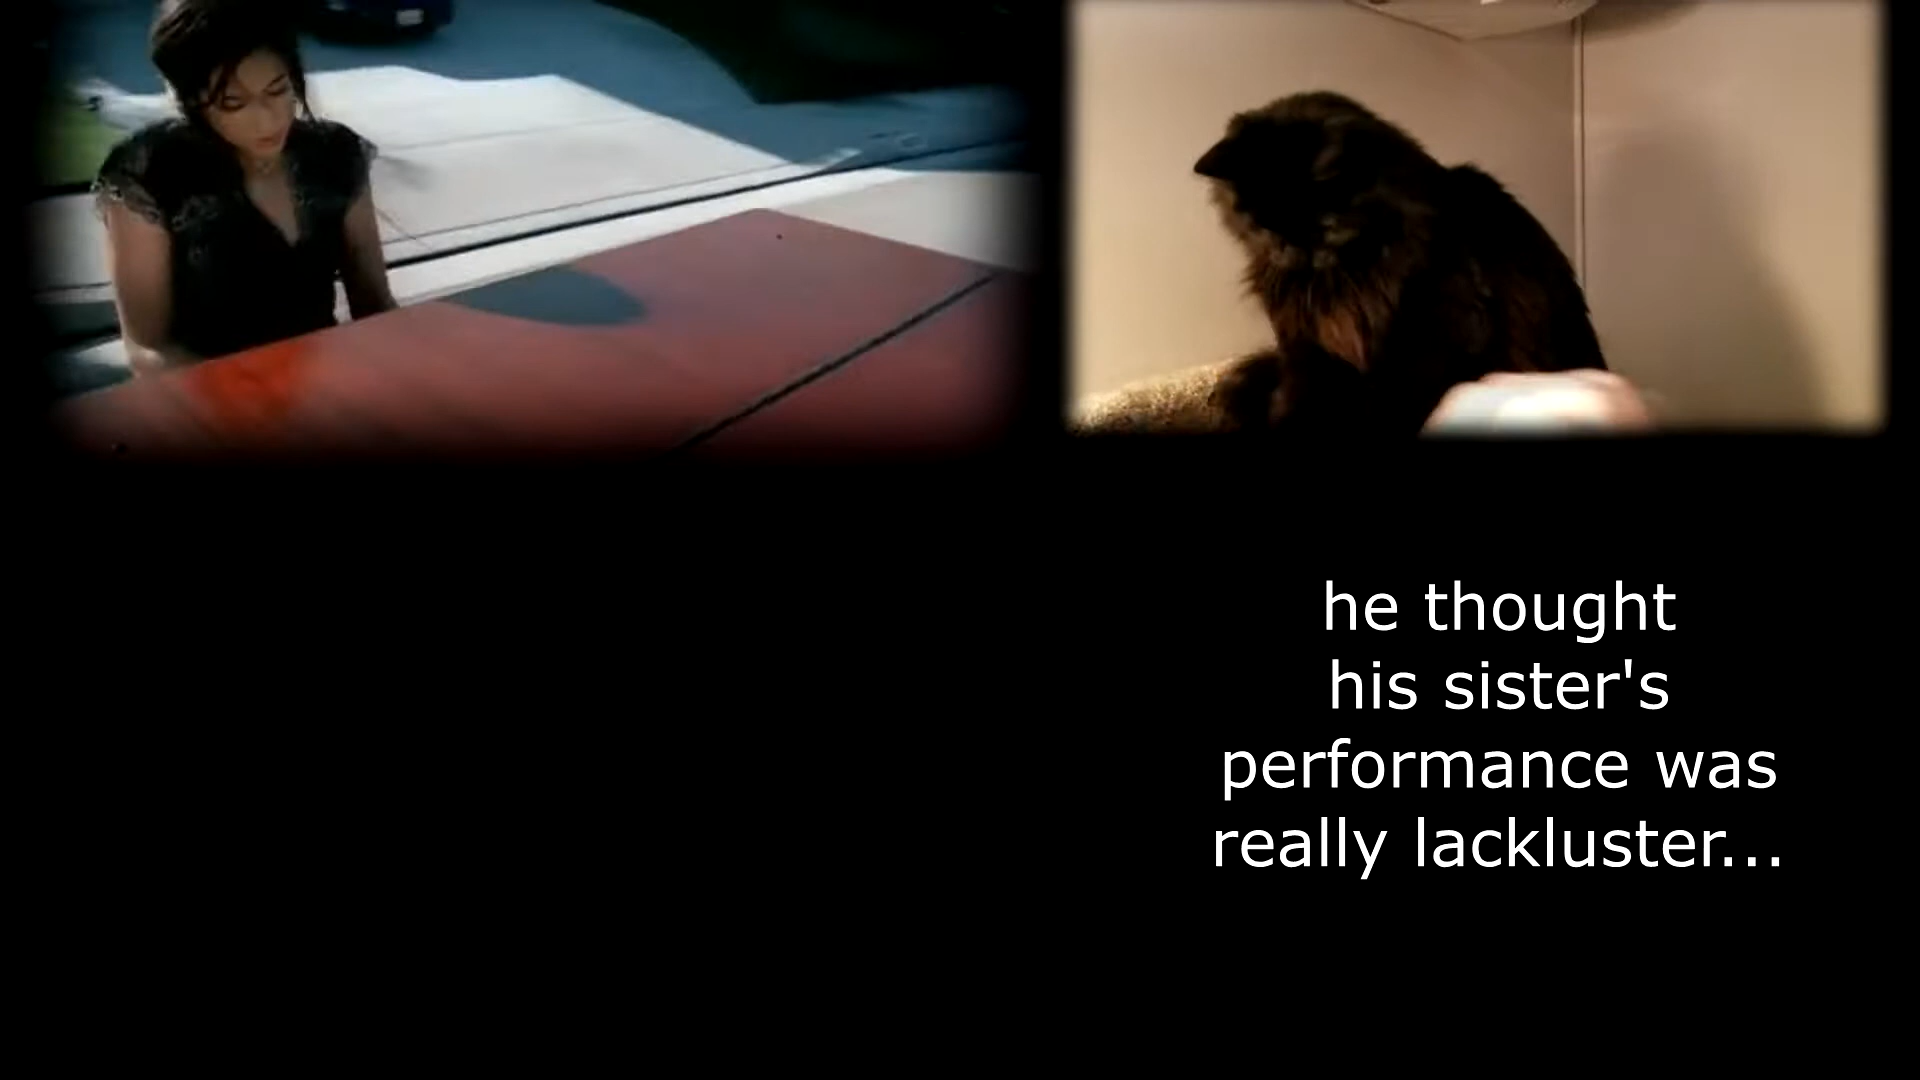 he thought
his sister's
performance was
really lackluster...